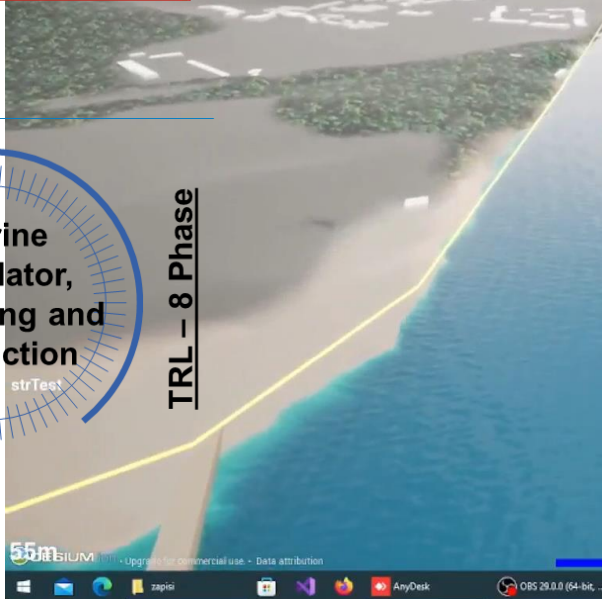 rine
lator,
ng and
ction
strTest
TRL – 8 Phase
55m
CESIUM
- Upgrade for commercial use. - Data attribution
zapisi
AnyDesk
OBS 29.0.0 (64-bit, ...